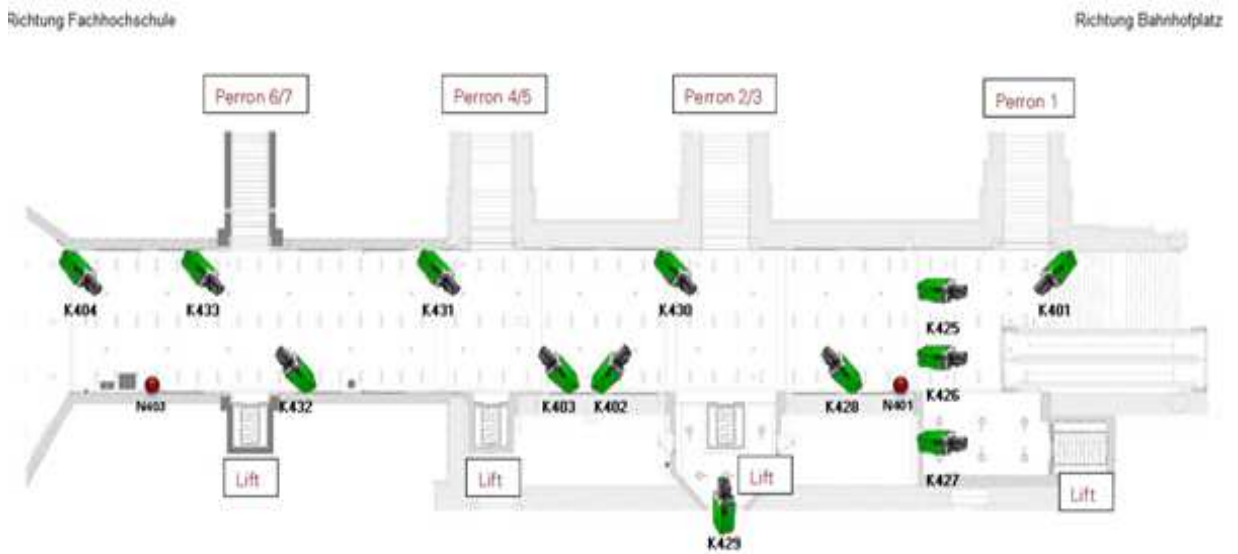 Richtung Fachhochschule
Richtung Bahnhofplatz
Perron 6/7
Perron 4/5
Perron 2/3
Perron 1
K404
K433
K431
K430
K425
K401
N403
K432
K403
K402
K428
N401
K426
Lift
Lift
Lift
K427
Lift
K429